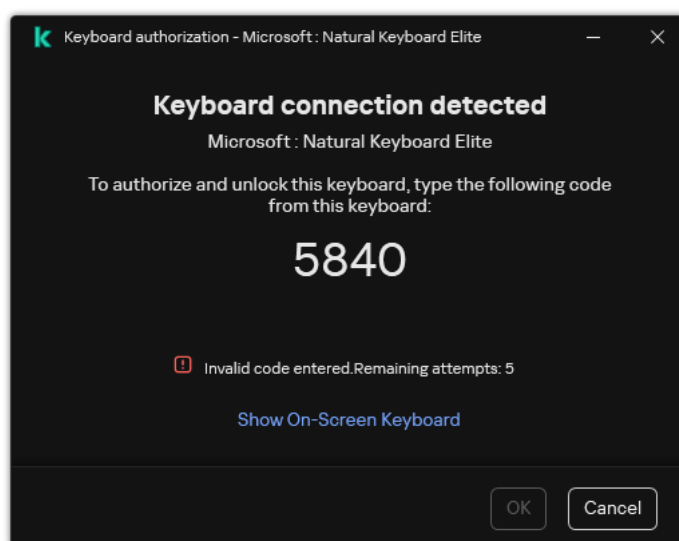 Keyboard authorization - Microsoft : Natural Keyboard Elite
Keyboard connection detected
Microsoft : Natural Keyboard Elite
To authorize and unlock this keyboard, type the following code
from this keyboard:
5840
Invalid code entered.Remaining attempts: 5
Show On-Screen Keyboard
OK
Cancel